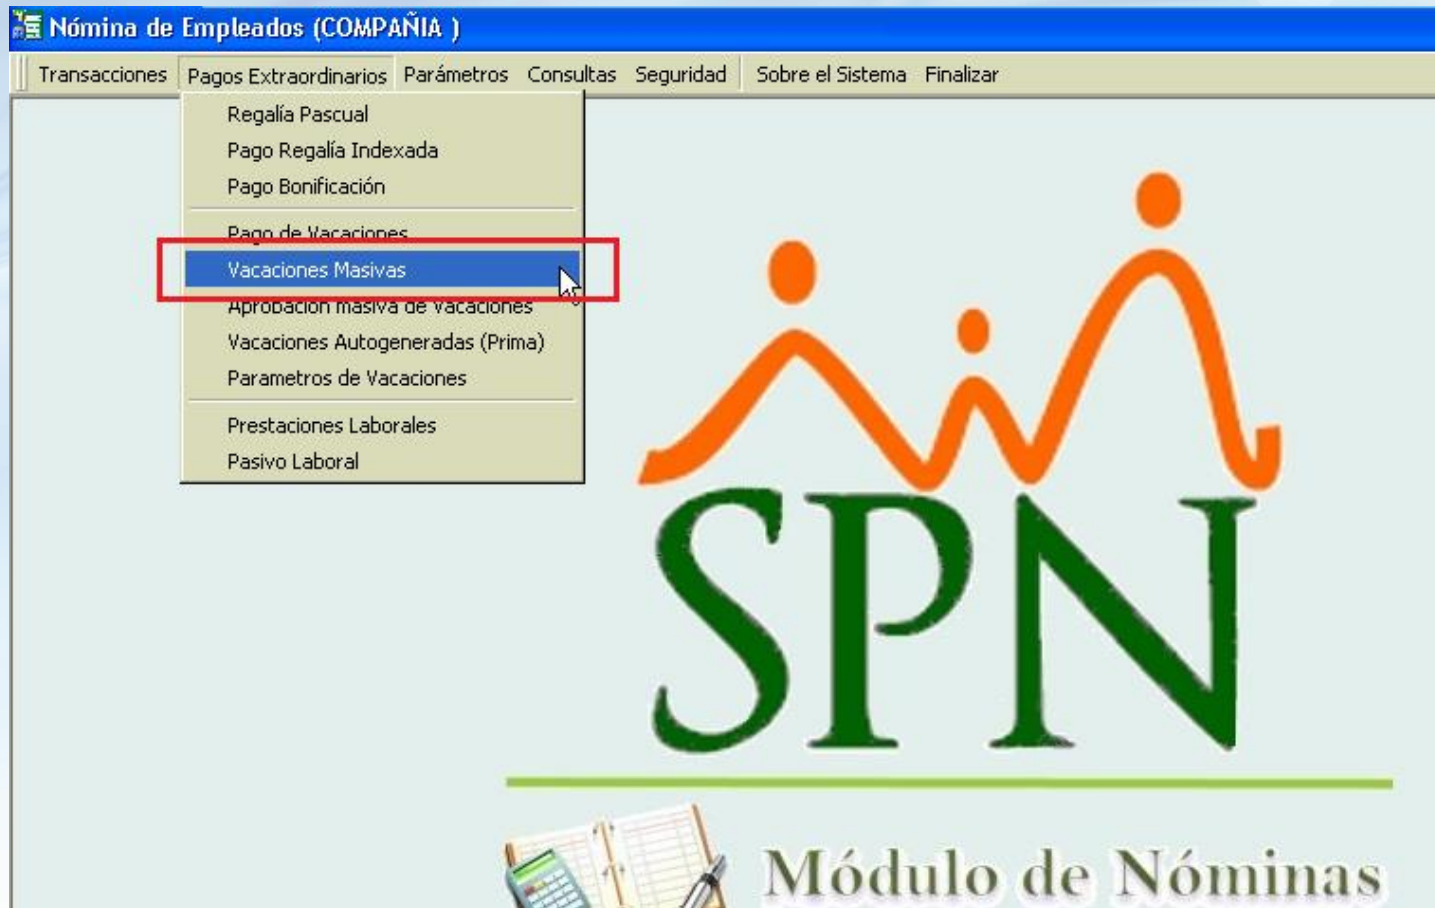 Nómina de Empleados (COMPAÑIA )
Transacciones Pagos Extraordinarios Parámetros Consultas Seguridad Sobre el Sistema Finalizar
Regalía Pascual
Pago Regalía Indexada
Pago Bonificación
Pago de Vacaciones
Vacaciones Masivas
Aprobacion masiva de Vacaciones
Vacaciones Autogeneradas (Prima)
Parametros de Vacaciones
Prestaciones Laborales
Pasivo Laboral
SPN
Módulo de Nóminas